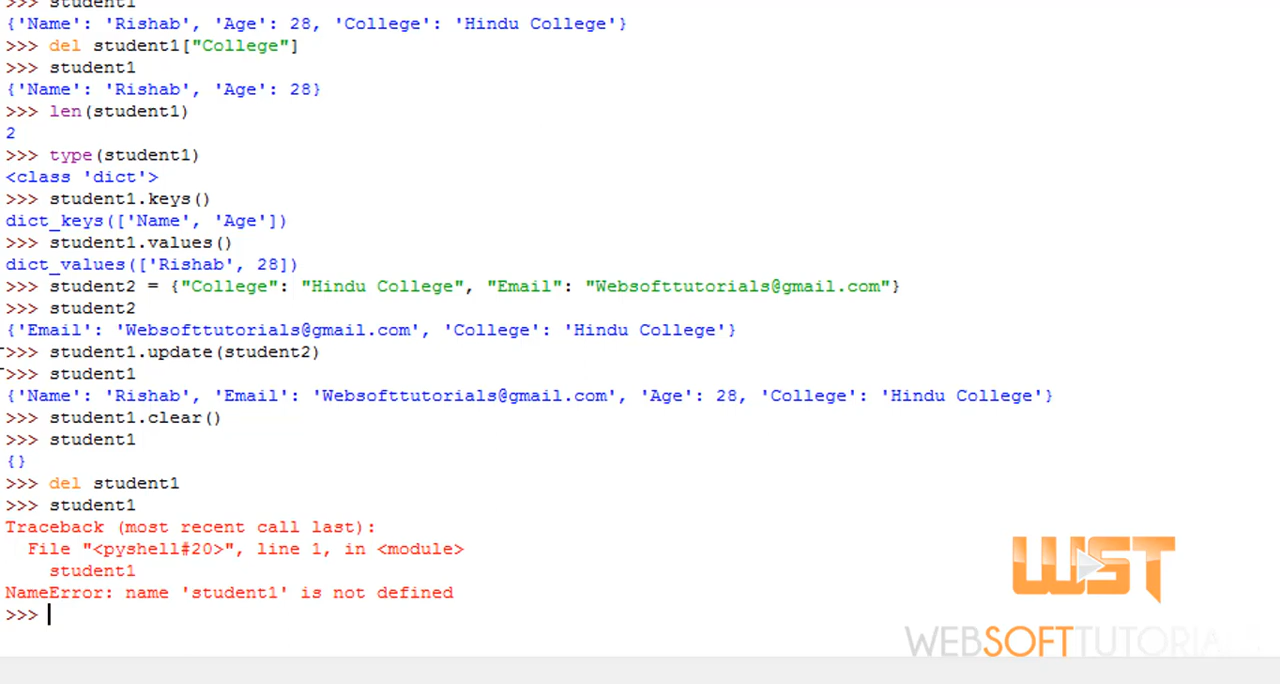 >>> student1
{'Name': 'Rishab', 'Age': 28, 'College': 'Hindu College'}
>>> del student1["College"]
>>> student1
{'Name': 'Rishab', 'Age': 28}
>>> len(student1)
2
>>> type(student1)
<class 'dict'>
>>> student1.keys()
dict_keys(['Name', 'Age'])
>>> student1.values()
dict_values(['Rishab', 28])
>>> student2 = {"College": "Hindu College", "Email": "Websofttutorials@gmail.com"}
>>> student2
{'Email': 'Websofttutorials@gmail.com', 'College': 'Hindu College'}
>>> student1.update(student2)
>>> student1
{'Name': 'Rishab', 'Email': 'Websofttutorials@gmail.com', 'Age': 28, 'College': 'Hindu College'}
>>> student1.clear()
>>> student1
{}
>>> del student1
>>> student1
Traceback (most recent call last):
  File "<pyshell#20>", line 1, in <module>
    student1
NameError: name 'student1' is not defined
>>>
WST
WEBSOFTTUTORIALS